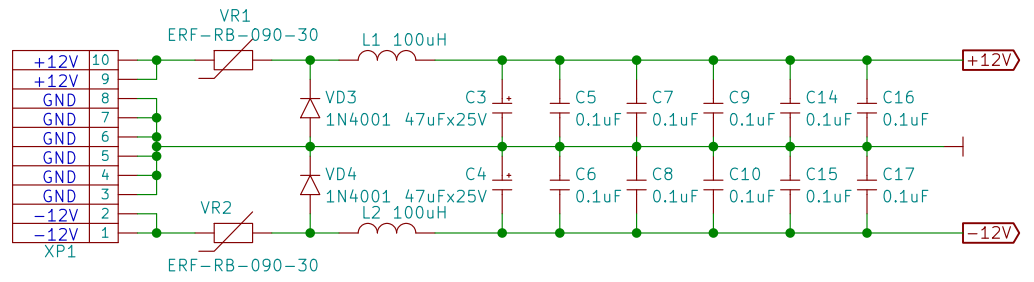 VR1
ERF-RB-090-30
L1 100uH
+12V 10
+12V 9
GND 8
GND 7
GND 6
GND 5
GND 4
GND 3
-12V 2
-12V 1
XP1
+12V
VD3
1N4001
C3
47uFx25V
C5
0.1uF
C7
0.1uF
C9
0.1uF
C14
0.1uF
C16
0.1uF
VD4
1N4001
C4
47uFx25V
C6
0.1uF
C8
0.1uF
C10
0.1uF
C15
0.1uF
C17
0.1uF
VR2
L2 100uH
-12V
ERF-RB-090-30